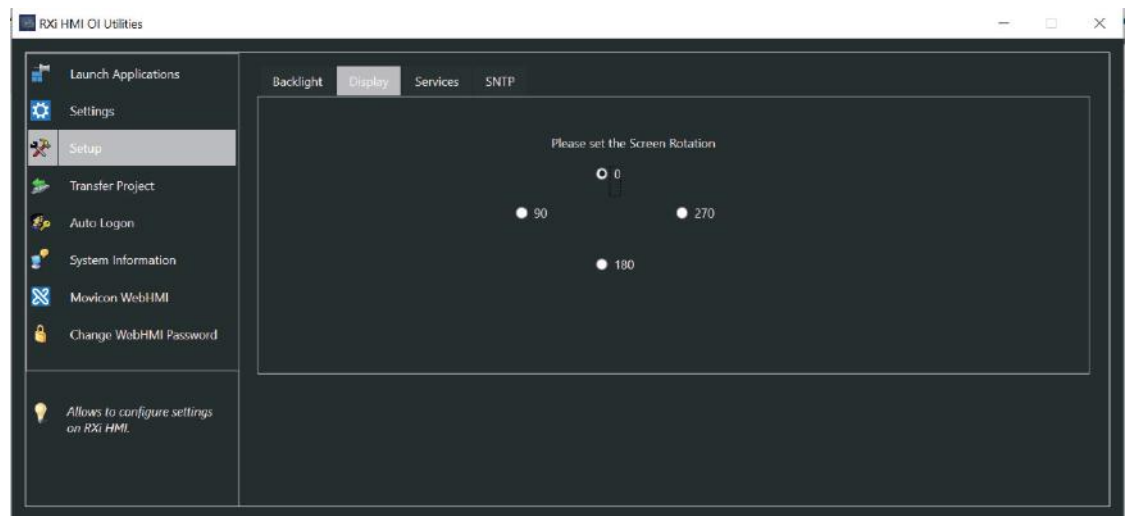 RXi HMI OI Utilities
Launch Applications
Settings
Setup
Transfer Project
Auto Logon
System Information
Movicon WebHMI
Change WebHMI Password
Allows to configure settings
on RXi HMI.
Backlight Display Services SNTP
Please set the Screen Rotation
0
90 270
180